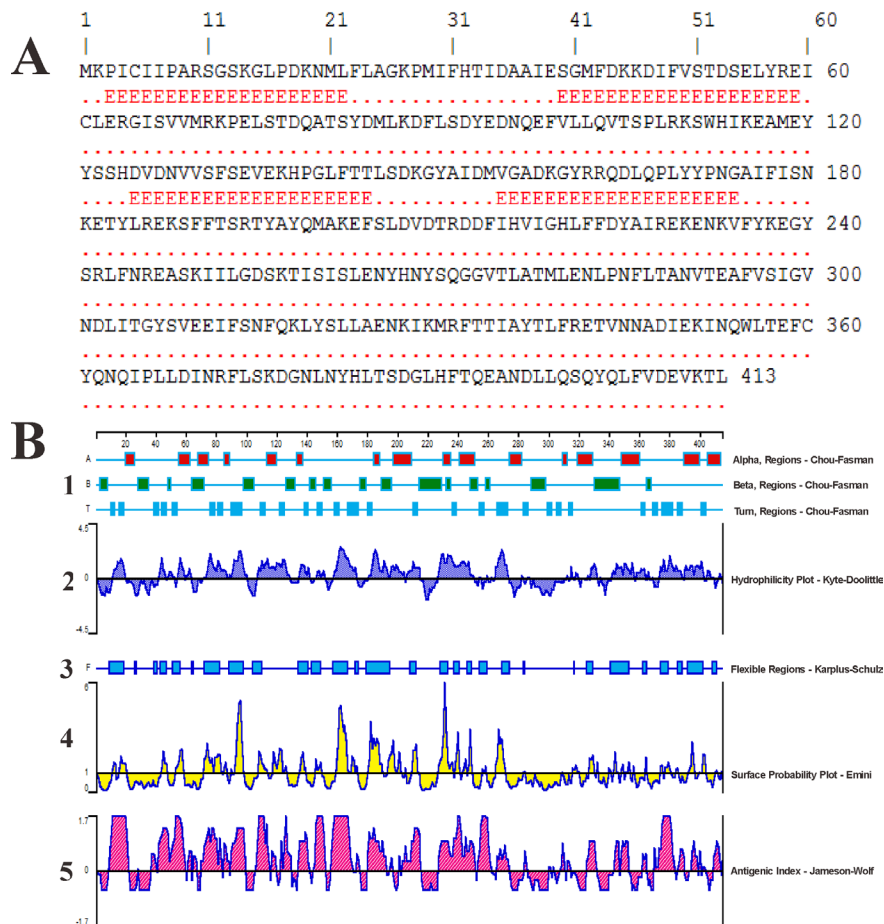 1 11 21 31 41 51 60
| | | | | |
A
MKPICIIPARSGSKGLPDKNMLFLAGKPMIFHTIDAAIESGMFDKKDIFVSTDSELYREI 60
..EEEEEEEEEEEEEEEEEEEE.................EEEEEEEEEEEEEEEEEEEE.
CLERGISVVMRKPELSTDQATSYDMLKDFLSDYEDNQEFVLLQVTSPLRKSWHIKEAMEY 120
............................................................
YSSHDVDNVVSFSEVEKHPGLFTTLSDKGYAIDMVGADKGYRRQDLQPLYYPNGAIFISN 180
....EEEEEEEEEEEEEEEEEEEE..........EEEEEEEEEEEEEEEEEEEE......
KETYLREKSFFTSRTYAYQMAKEFSLDVDTRDDFIHVIGHLFFDYAIREKENKVFYKEGY 240
............................................................
SRLFNREASKIILGDSKTISISLENYHNYSQGGVTLATMLENLPNFLTANVTEAFVSIGV 300
............................................................
NDLITGYSVEEIFSNFQKLYSLLAENKIKMRFTTIAYTLFRETVNNADIEKINQWLTEFC 360
............................................................
YQNQIPLLDINRFLSKDGNLNYHLTSDGLHFTQEANDLLQSQYQLFVDEVKTL 413
.....................................................
B
20 40 60 80 100 120 140 160 180 200 220 240 260 280 300 320 340 360 380 400
A Alpha, Regions - Chou-Fasman
1 B Beta, Regions - Chou-Fasman
T Turn, Regions - Chou-Fasman
4.5
2 0 Hydrophilicity Plot - Kyte-Doolittle
-4.5
3 F Flexible Regions - Karplus-Schulz
6
4
1 Surface Probability Plot - Emini
0
1.7
5 0 Antigenic Index - Jameson-Wolf
-1.7